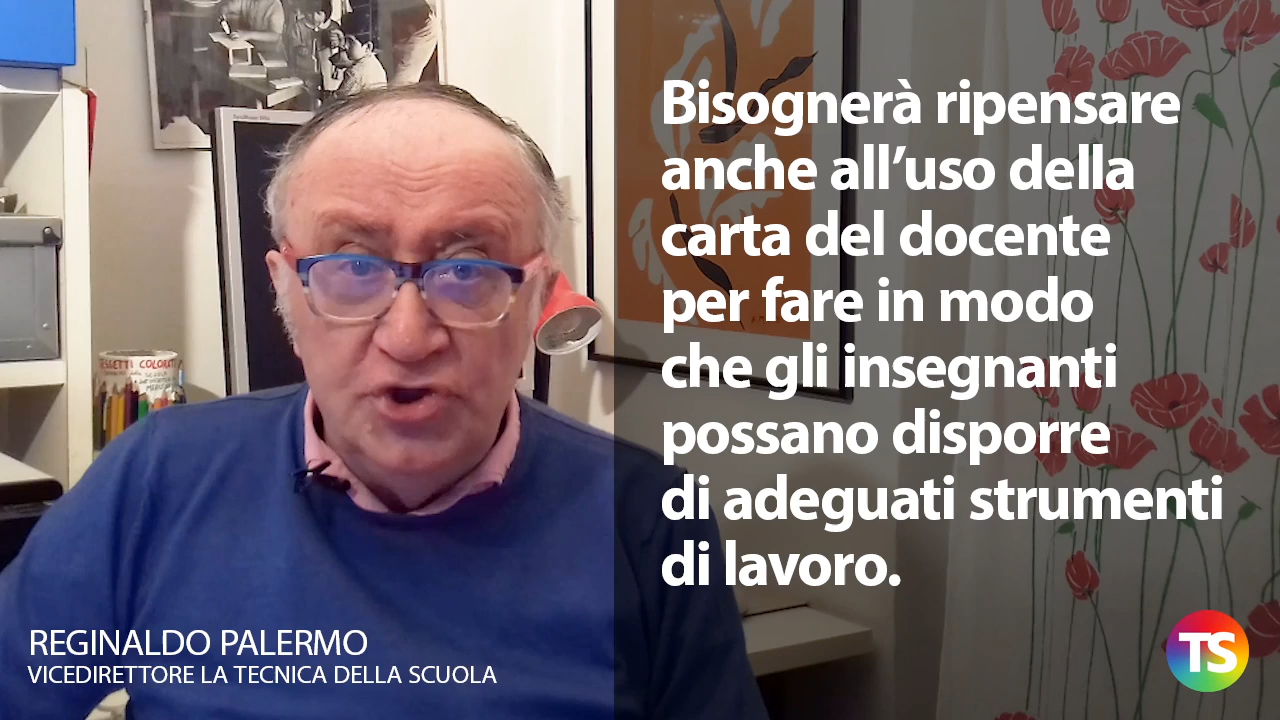 Bisognerà ripensare
anche all’uso della
carta del docente
per fare in modo
che gli insegnanti
possano disporre
di adeguati strumenti
di lavoro.
REGINALDO PALERMO
VICEDIRETTORE LA TECNICA DELLA SCUOLA
TS